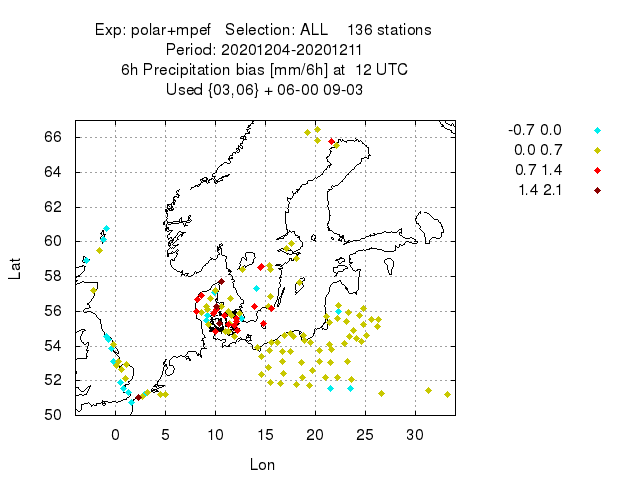 Exp: polar+mpef   Selection: ALL    136 stations
Period: 20201204-20201211
6h Precipitation bias [mm/6h] at  12 UTC
Used {03,06} + 06-00 09-03
-0.7 0.0
0.0 0.7
0.7 1.4
1.4 2.1
66
64
62
60
58
56
54
52
50
Lat
0 5 10 15 20 25 30
Lon